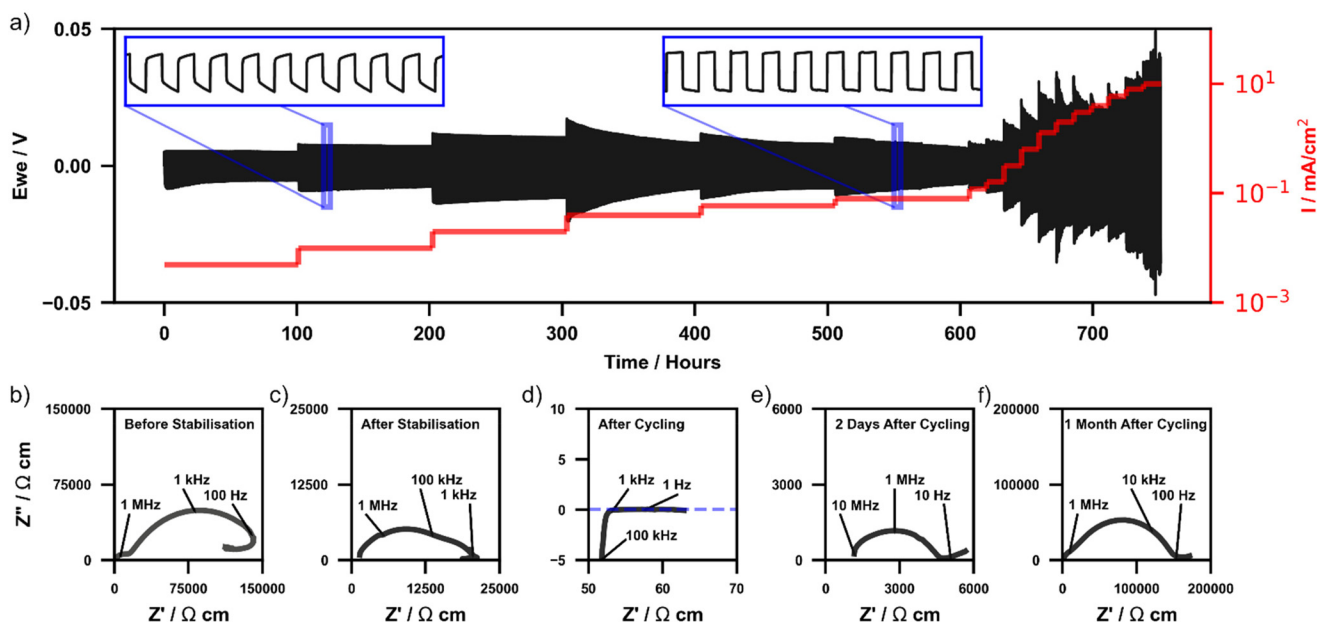 a)
0.05
0.00
−0.05
Ewe / V
10¹
10⁻¹
10⁻³
I / mA/cm²
0 100 200 300 400 500 600 700
Time / Hours
b)
150000
75000
0
Z'' / Ω cm
Before Stabilisation
1 MHz
1 kHz
100 Hz
0 75000 150000
Z' / Ω cm
c)
25000
12500
0
After Stabilisation
1 MHz
100 kHz
1 kHz
0 12500 25000
Z' / Ω cm
d)
10
5
0
−5
After Cycling
1 kHz
1 Hz
100 kHz
50 60 70
Z' / Ω cm
e)
6000
3000
0
2 Days After Cycling
10 MHz
1 MHz
10 Hz
0 3000 6000
Z' / Ω cm
f)
200000
100000
0
1 Month After Cycling
1 MHz
10 kHz
100 Hz
0 100000 200000
Z' / Ω cm